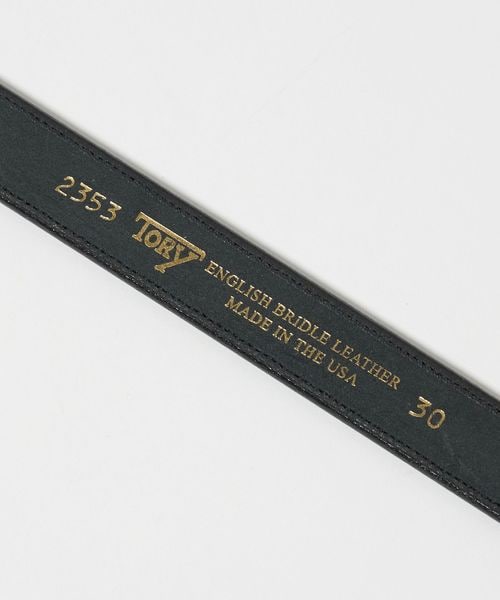 2353
TORY
ENGLISH BRIDLE LEATHER
MADE IN THE USA
30